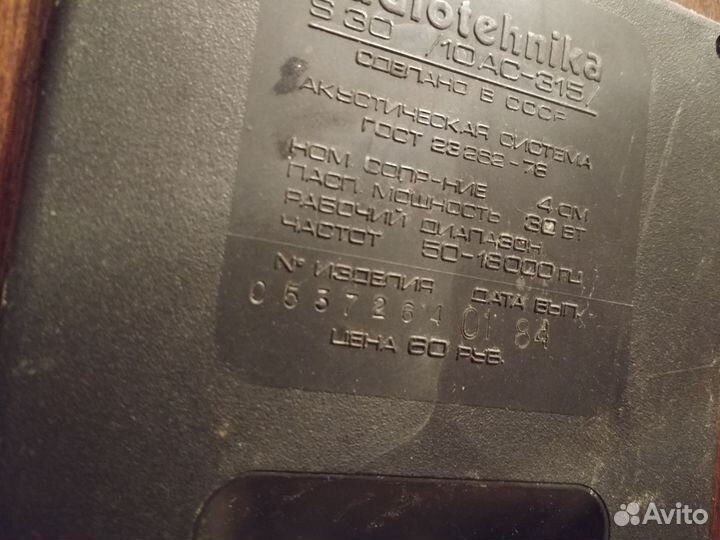 adiotehnika
S 30 /10АС-315/
СДЕЛАНО В СССР
АКУСТИЧЕСКАЯ СИСТЕМА
ГОСТ 23262-78
НОМ. СОПР-НИЕ 4 ОМ
ПАСП. МОЩНОСТЬ 30 ВТ
РАБОЧИЙ ДИАПАЗОН
ЧАСТОТ 50-18000 ГЦ
№ ИЗДЕЛИЯ ДАТА ВЫП.
0537264 01 84
ЦЕНА 60 РУБ.
Avito